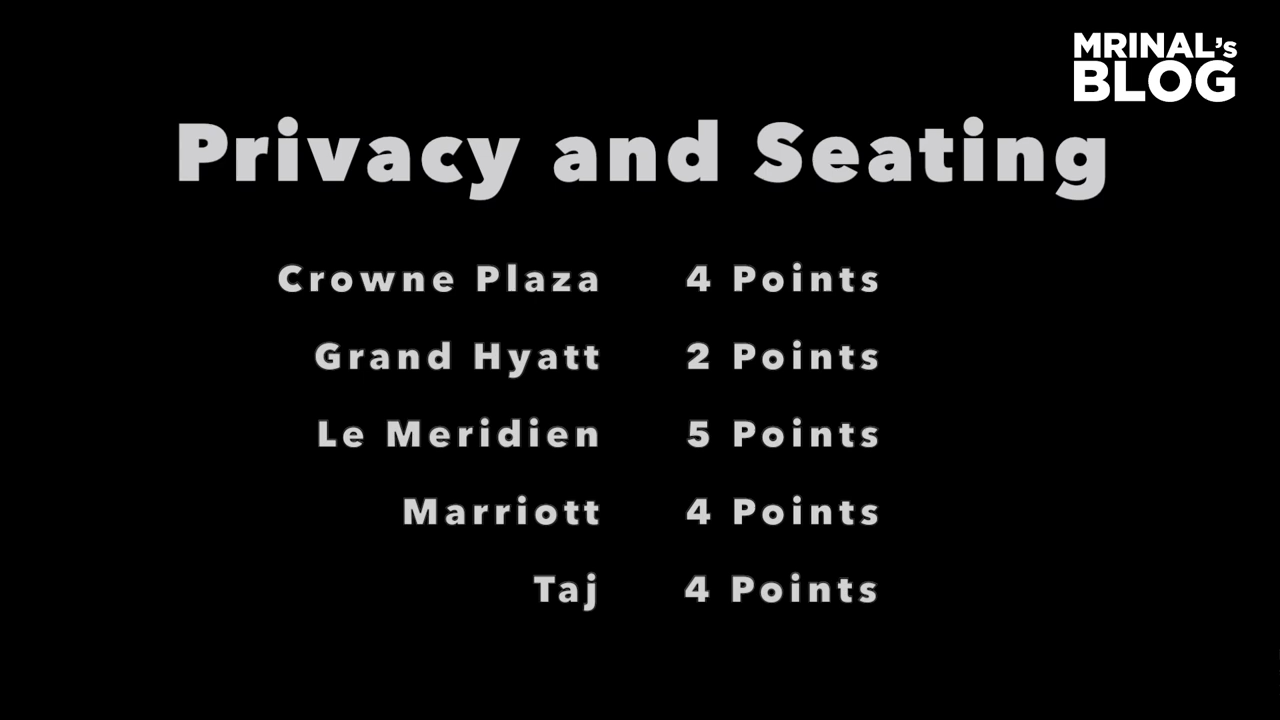 MRINAL's
BLOG
Privacy and Seating
Crowne Plaza 4 Points
Grand Hyatt 2 Points
Le Meridien 5 Points
Marriott 4 Points
Taj 4 Points